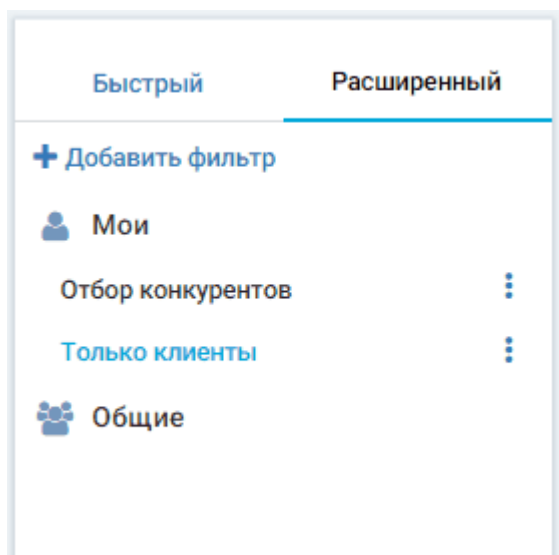 Быстрый Расширенный
Добавить фильтр
Мои
Отбор конкурентов
Только клиенты
Общие